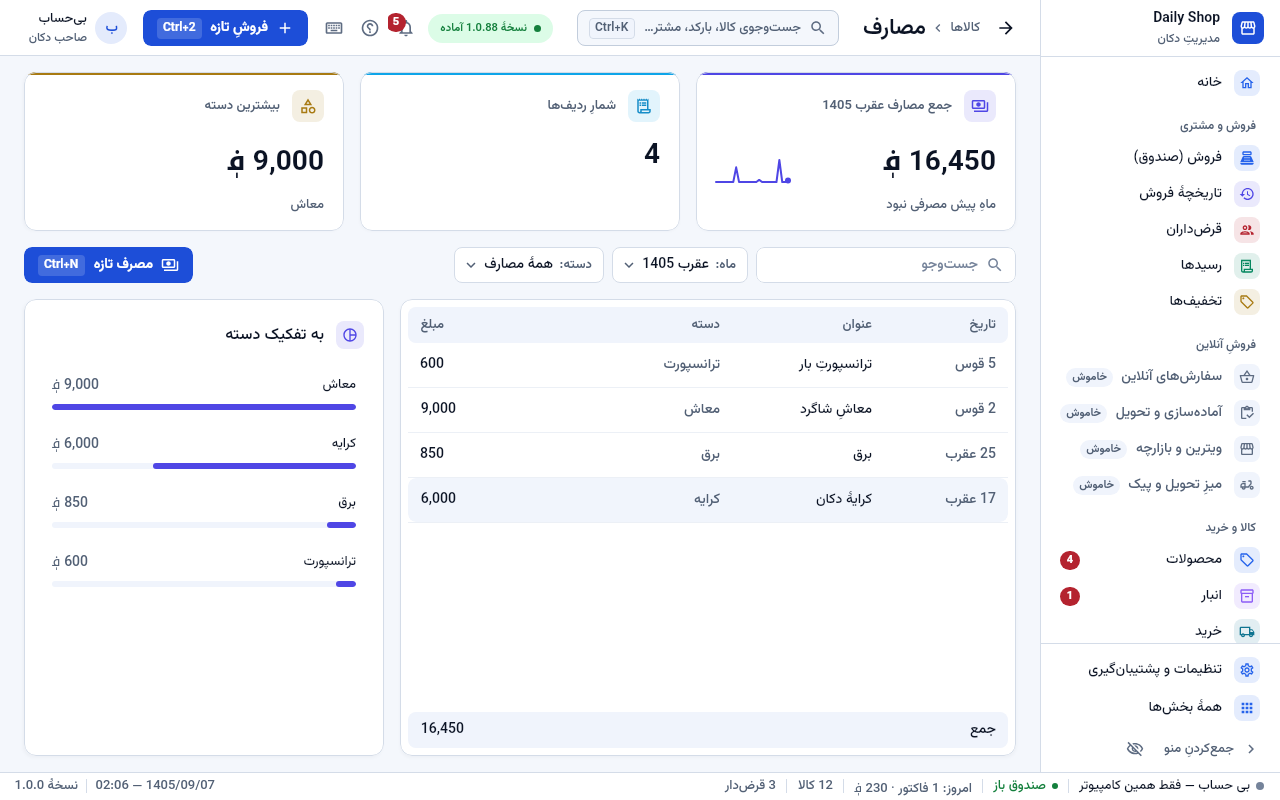 Daily Shop
مدیریتِ دکان
خانه
فروش و مشتری
فروش (صندوق)
تاریخچهٔ فروش
قرض‌داران
رسیدها
تخفیف‌ها
فروشِ آنلاین
سفارش‌های آنلاین
خاموش
آماده‌سازی و تحویل
خاموش
ویترین و بازارچه
خاموش
میزِ تحویل و پیک
خاموش
کالا و خرید
محصولات
4
انبار
1
خرید
تنظیمات و پشتیبان‌گیری
همهٔ بخش‌ها
جمع‌کردنِ منو
کالاها
مصارف
جست‌وجوی کالا، بارکد، مشتر...
Ctrl+K
نسخهٔ 1.0.88 آماده
5
فروشِ تازه
Ctrl+2
بی‌حساب
صاحب دکان
ب
جمع مصارف عقرب 1405
16,450 ؋
ماهِ پیش مصرفی نبود
شمارِ ردیف‌ها
4
بیشترین دسته
9,000 ؋
معاش
جست‌وجو
ماه: عقرب 1405
دسته: همهٔ مصارف
مصرف تازه
Ctrl+N
تاریخ عنوان دسته مبلغ
5 قوس ترانسپورتِ بار ترانسپورت 600
2 قوس معاشِ شاگرد معاش 9,000
25 عقرب برق برق 850
17 عقرب کرایهٔ دکان کرایه 6,000
جمع 16,450
به تفکیک دسته
معاش 9,000 ؋
کرایه 6,000 ؋
برق 850 ؋
ترانسپورت 600 ؋
بی حساب — فقط همین کامپیوتر
صندوق باز
امروز: 1 فاکتور · 230 ؋
12 کالا
3 قرض‌دار
1405/09/07 — 02:06
نسخهٔ 1.0.0